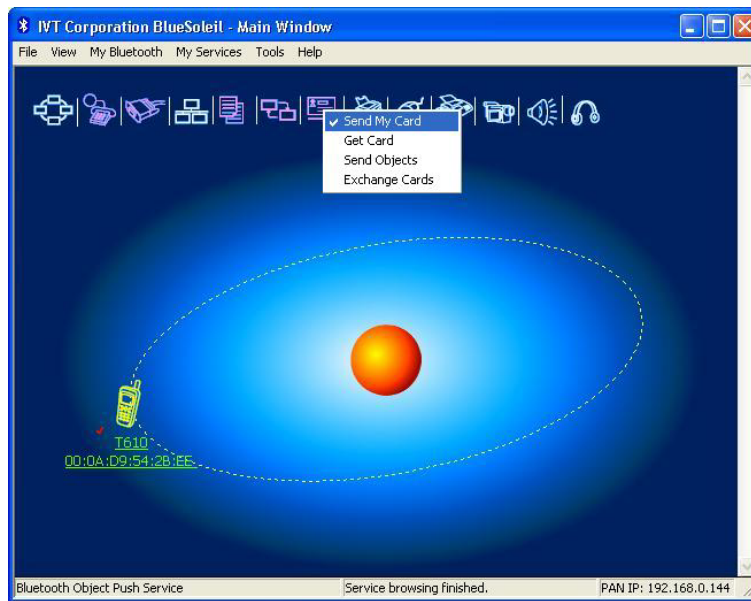 IVT Corporation BlueSoleil - Main Window
File View My Bluetooth My Services Tools Help
Send My Card
Get Card
Send Objects
Exchange Cards
T610
00:0A:D9:54:2B:EE
Bluetooth Object Push Service Service browsing finished. PAN IP: 192.168.0.144